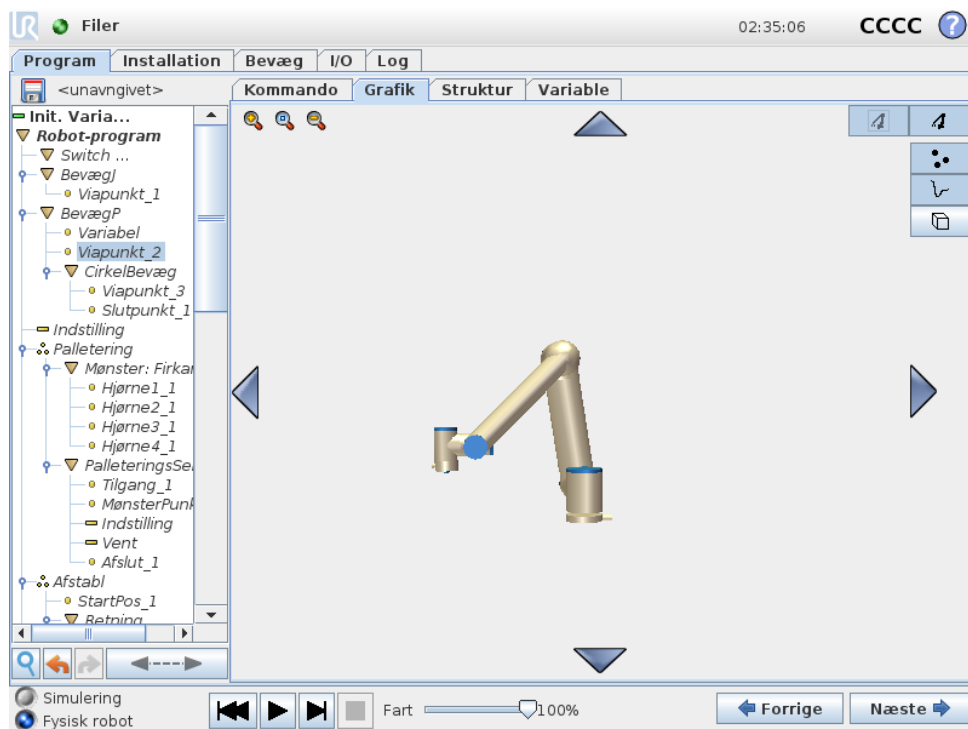 UR Filer 02:35:06 CCCC ?
Program Installation Bevæg I/O Log
<unavngivet>
Kommando Grafik Struktur Variable
Init. Varia...
Robot-program
Switch ...
BevægJ
Viapunkt_1
BevægP
Variabel
Viapunkt_2
CirkelBevæg
Viapunkt_3
Slutpunkt_1
Indstilling
Palletering
Mønster: Firkan
Hjørne1_1
Hjørne2_1
Hjørne3_1
Hjørne4_1
PalleteringsSe
Tilgang_1
MønsterPunk
Indstilling
Vent
Afslut_1
Afstabl
StartPos_1
Retning
Simulering
Fysisk robot
Fart 100%
Forrige Næste